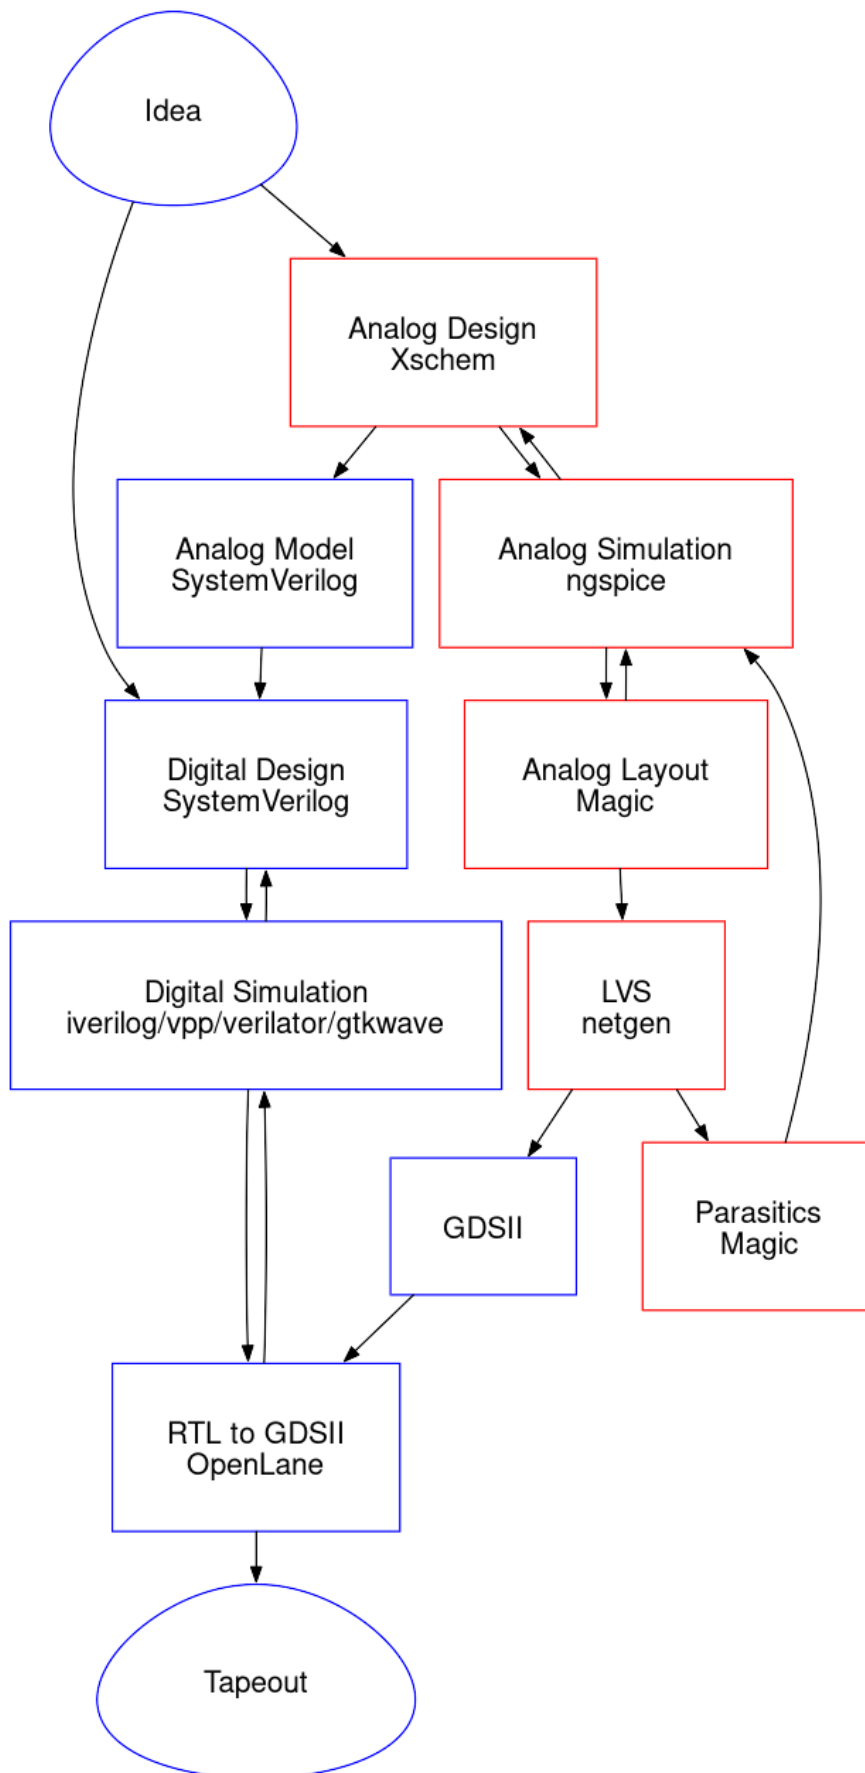 Idea
Analog Design
Xschem
Analog Model
SystemVerilog
Analog Simulation
ngspice
Digital Design
SystemVerilog
Analog Layout
Magic
Digital Simulation
iverilog/vpp/verilator/gtkwave
LVS
netgen
GDSII
Parasitics
Magic
RTL to GDSII
OpenLane
Tapeout